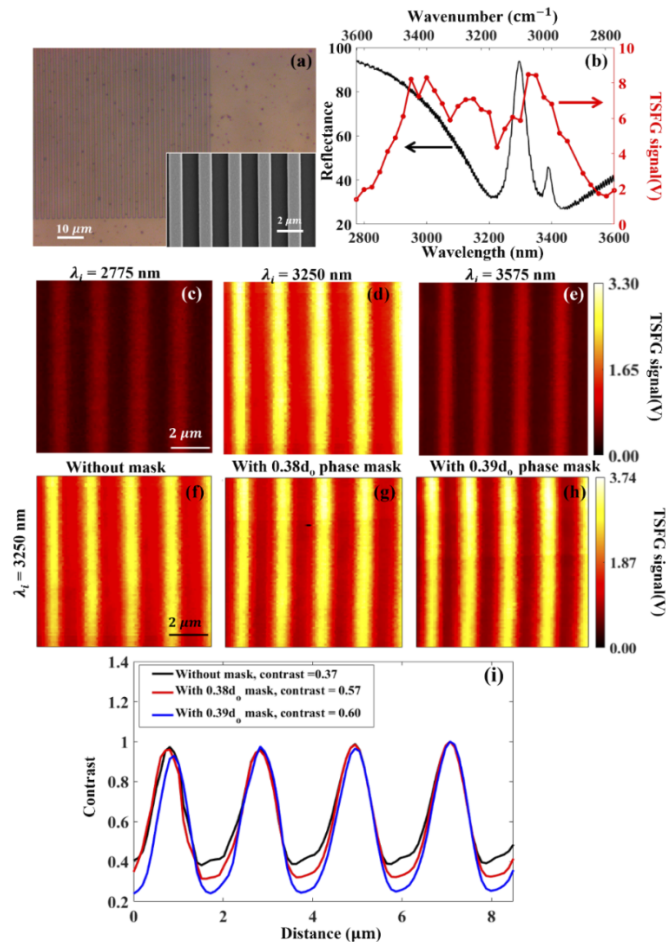 (a)
10 μm
2 μm
Wavenumber (cm⁻¹)
3600 3400 3200 3000 2800
(b)
100
80
60
40
20
Reflectance
10
8
6
4
2
0
TSFG signal(V)
2800 3000 3200 3400 3600
Wavelength (nm)
λi = 2775 nm
λi = 3250 nm
λi = 3575 nm
(c)
(d)
(e)
2 μm
3.30
1.65
0.00
TSFG signal(V)
Without mask
With 0.38do phase mask
With 0.39do phase mask
λi = 3250 nm
(f)
(g)
(h)
2 μm
3.74
1.87
0.00
TSFG signal(V)
(i)
Without mask, contrast =0.37
With 0.38do mask, contrast = 0.57
With 0.39do mask, contrast = 0.60
1.4
1.2
1
0.8
0.6
0.4
0.2
Contrast
0 2 4 6 8
Distance (μm)